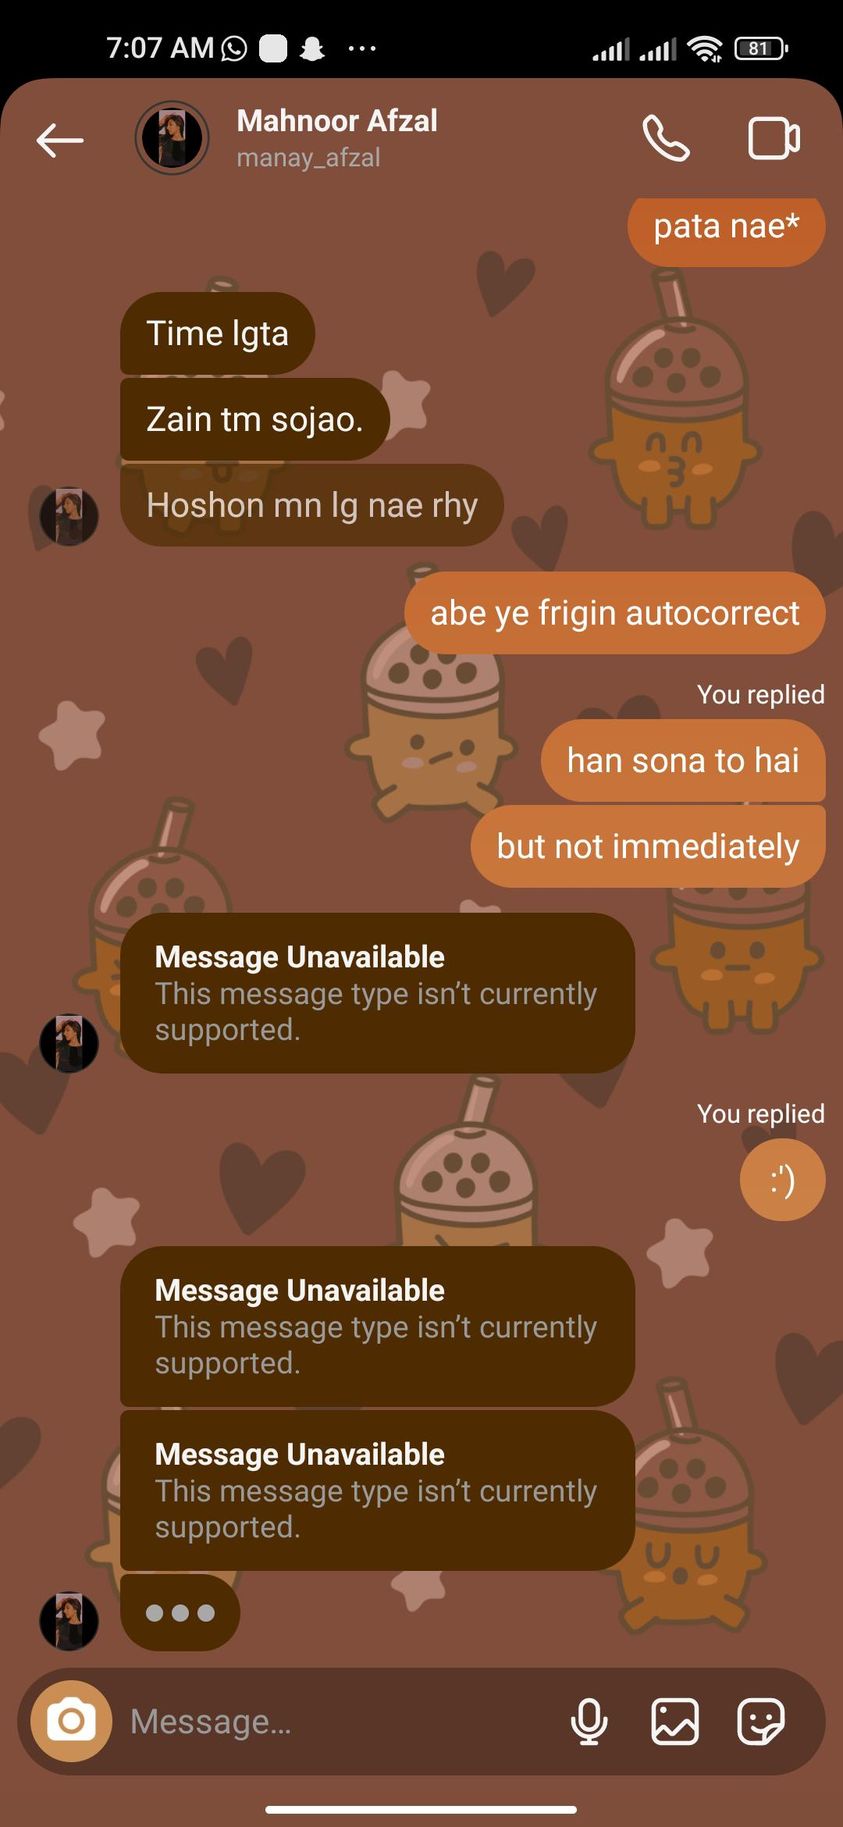 7:07 AM
81
Mahnoor Afzal
manay_afzal
pata nae*
Time lgta
Zain tm sojao.
Hoshon mn lg nae rhy
abe ye frigin autocorrect
You replied
han sona to hai
but not immediately
Message Unavailable
This message type isn’t currently
supported.
You replied
:')
Message Unavailable
This message type isn’t currently
supported.
Message Unavailable
This message type isn’t currently
supported.
Message...